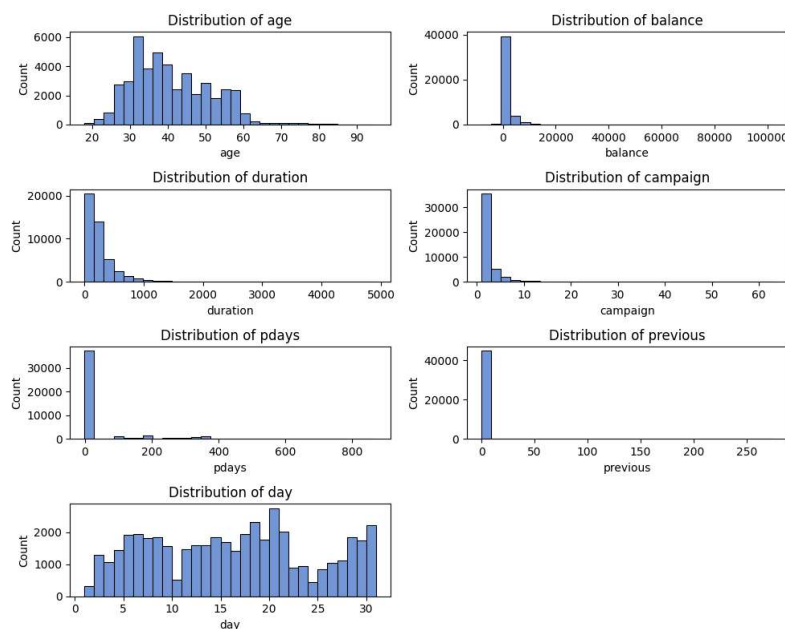 Distribution of age
Count
6000
4000
2000
0
20 30 40 50 60 70 80 90
age
Distribution of balance
Count
40000
20000
0
0 20000 40000 60000 80000 100000
balance
Distribution of duration
Count
20000
10000
0
0 1000 2000 3000 4000 5000
duration
Distribution of campaign
Count
30000
20000
10000
0
0 10 20 30 40 50 60
campaign
Distribution of pdays
Count
30000
20000
10000
0
0 200 400 600 800
pdays
Distribution of previous
Count
40000
20000
0
0 50 100 150 200 250
previous
Distribution of day
Count
2000
1000
0
0 5 10 15 20 25 30
day